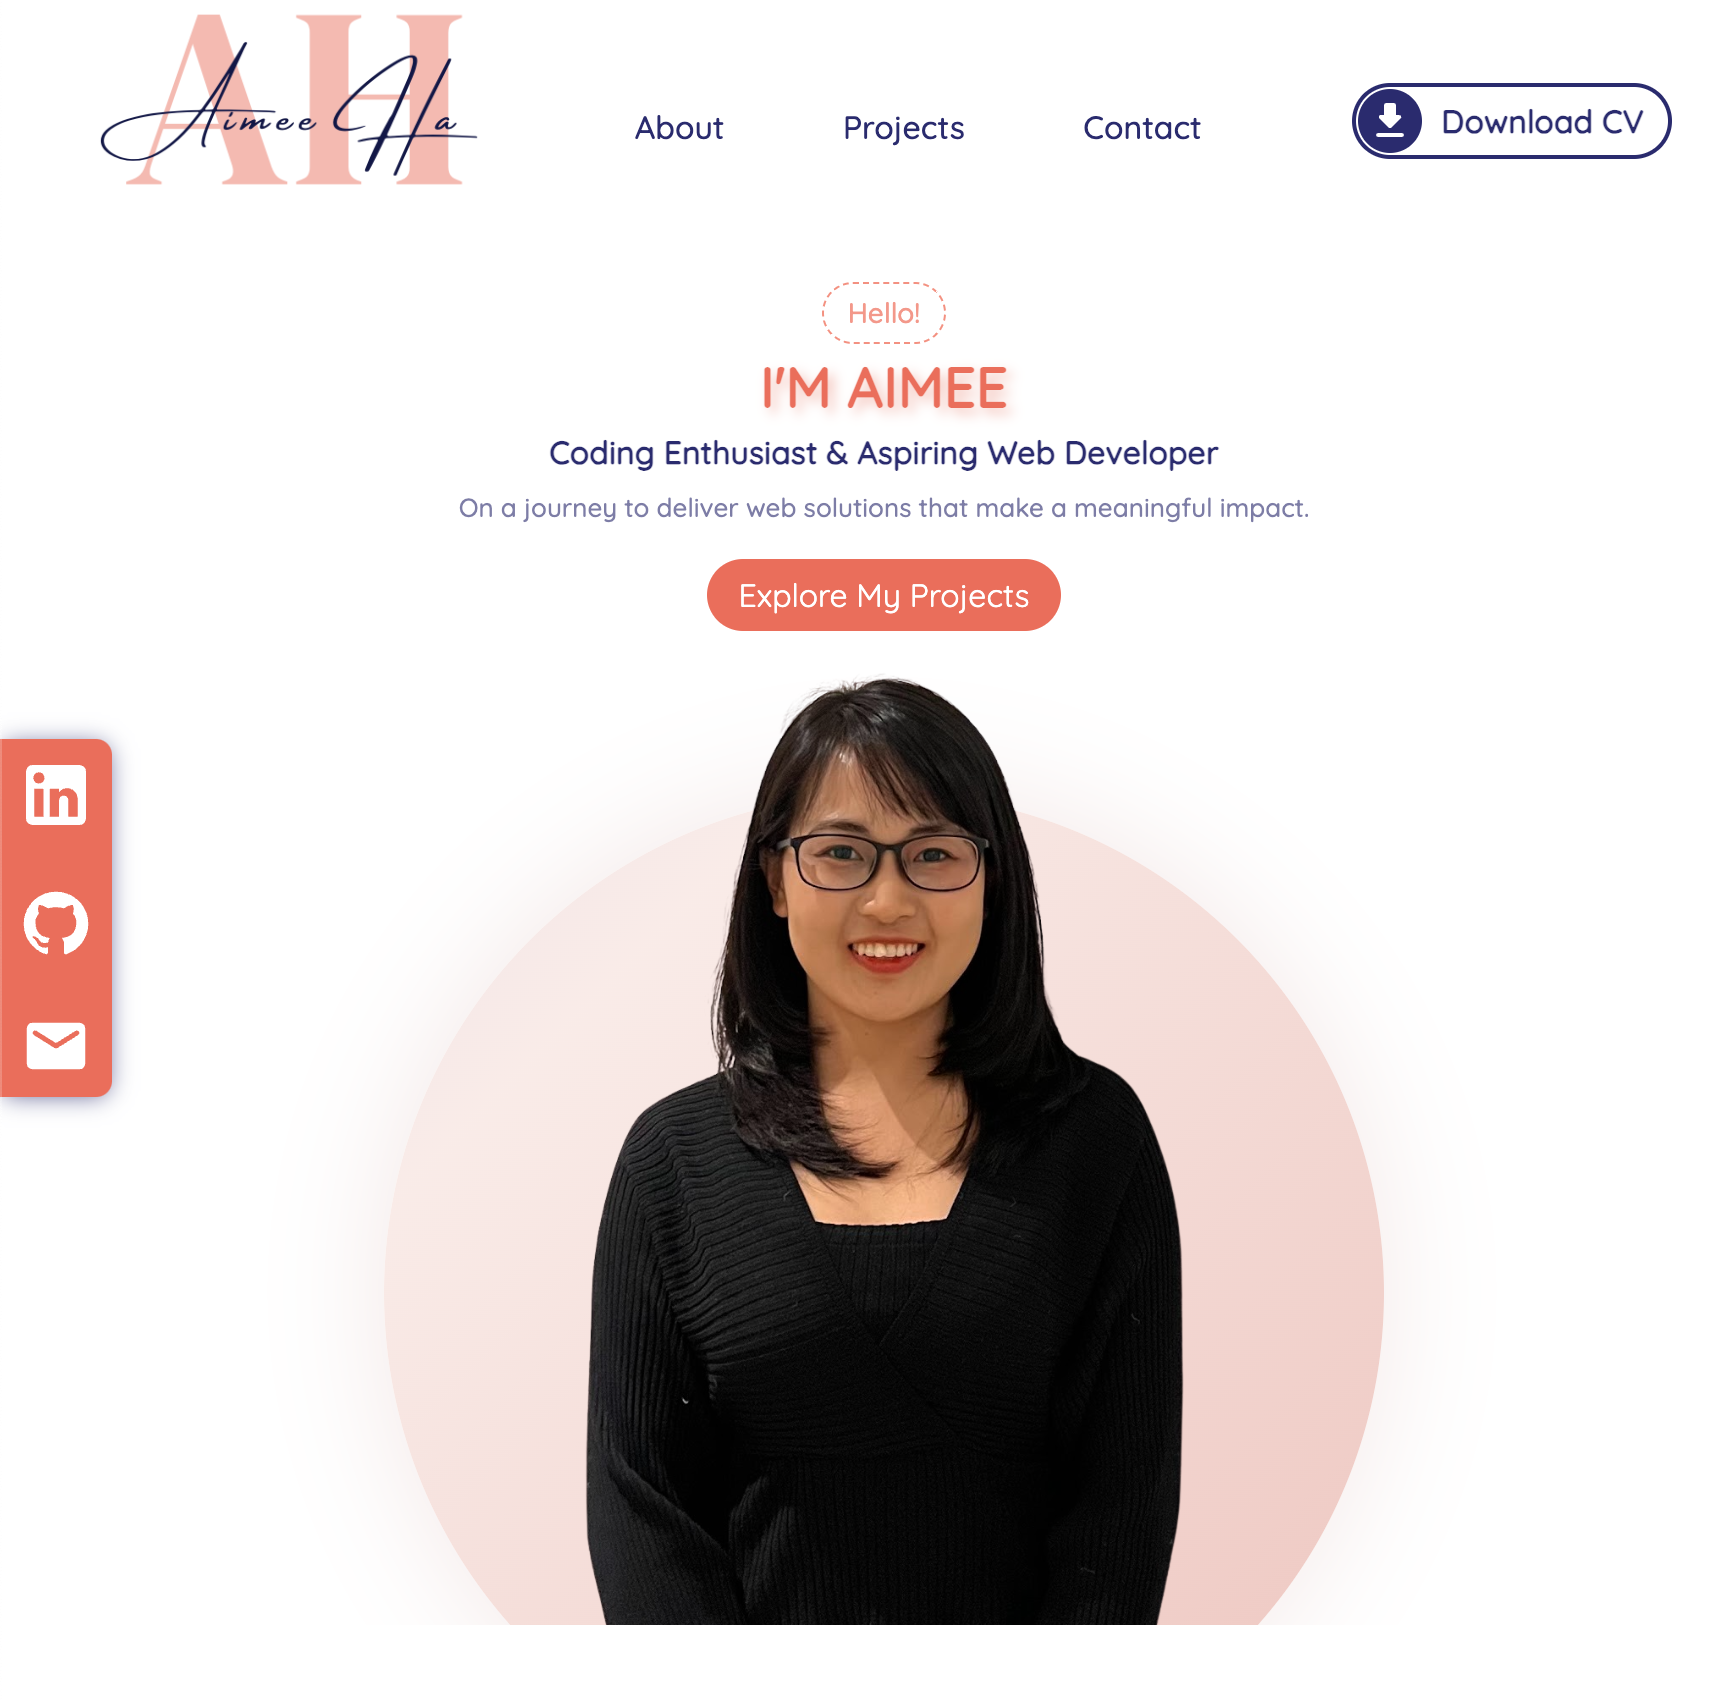 AH
Aimee Ha
About
Projects
Contact
Download CV
Hello!
I'M AIMEE
Coding Enthusiast & Aspiring Web Developer
On a journey to deliver web solutions that make a meaningful impact.
Explore My Projects
in